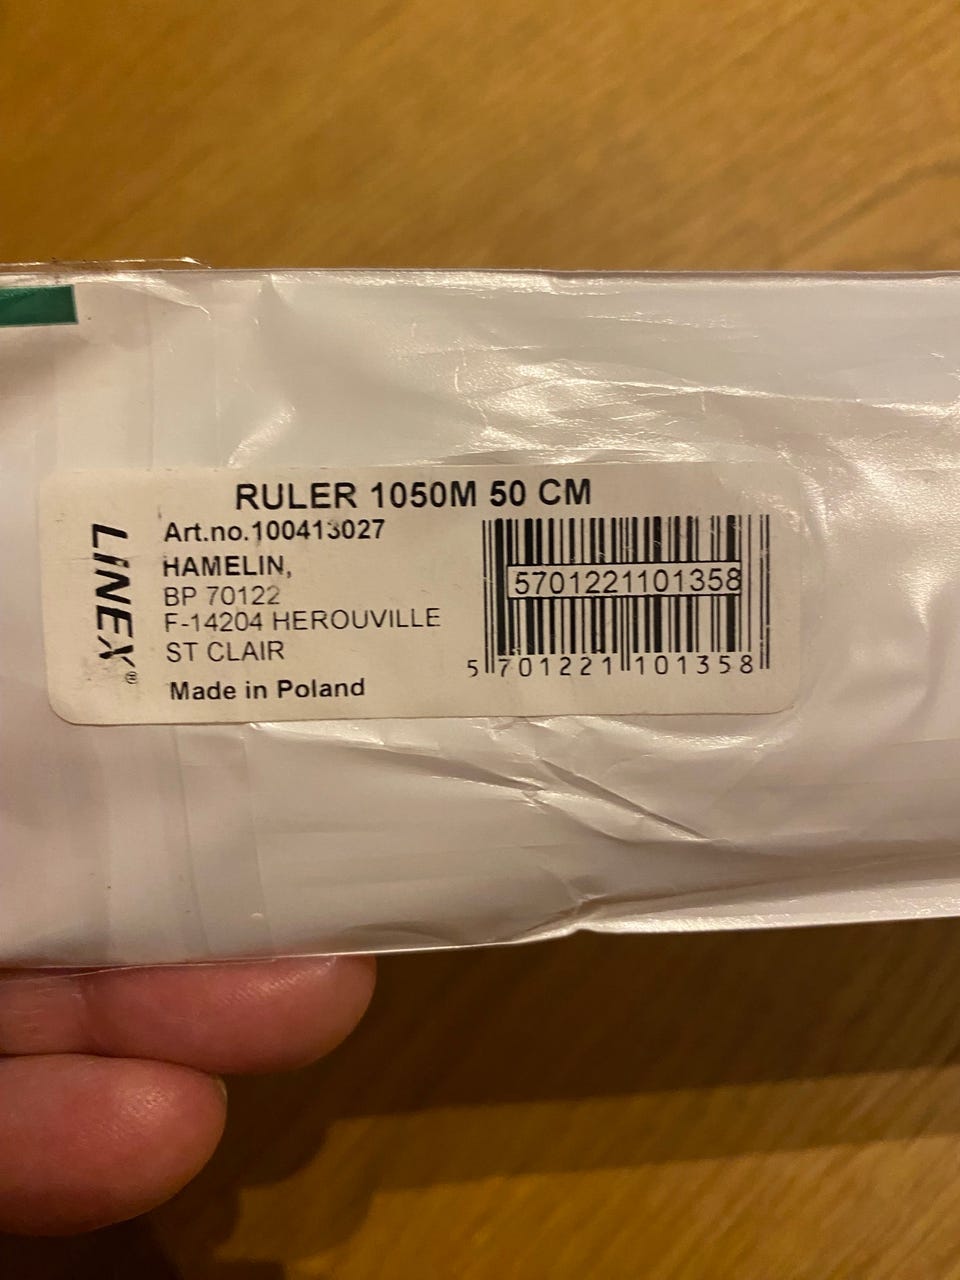 RULER 1050M 50 CM
LINEX®
Art.no.100413027
HAMELIN,
BP 70122
F-14204 HEROUVILLE
ST CLAIR
Made in Poland
5701221101358
5 701221 101358